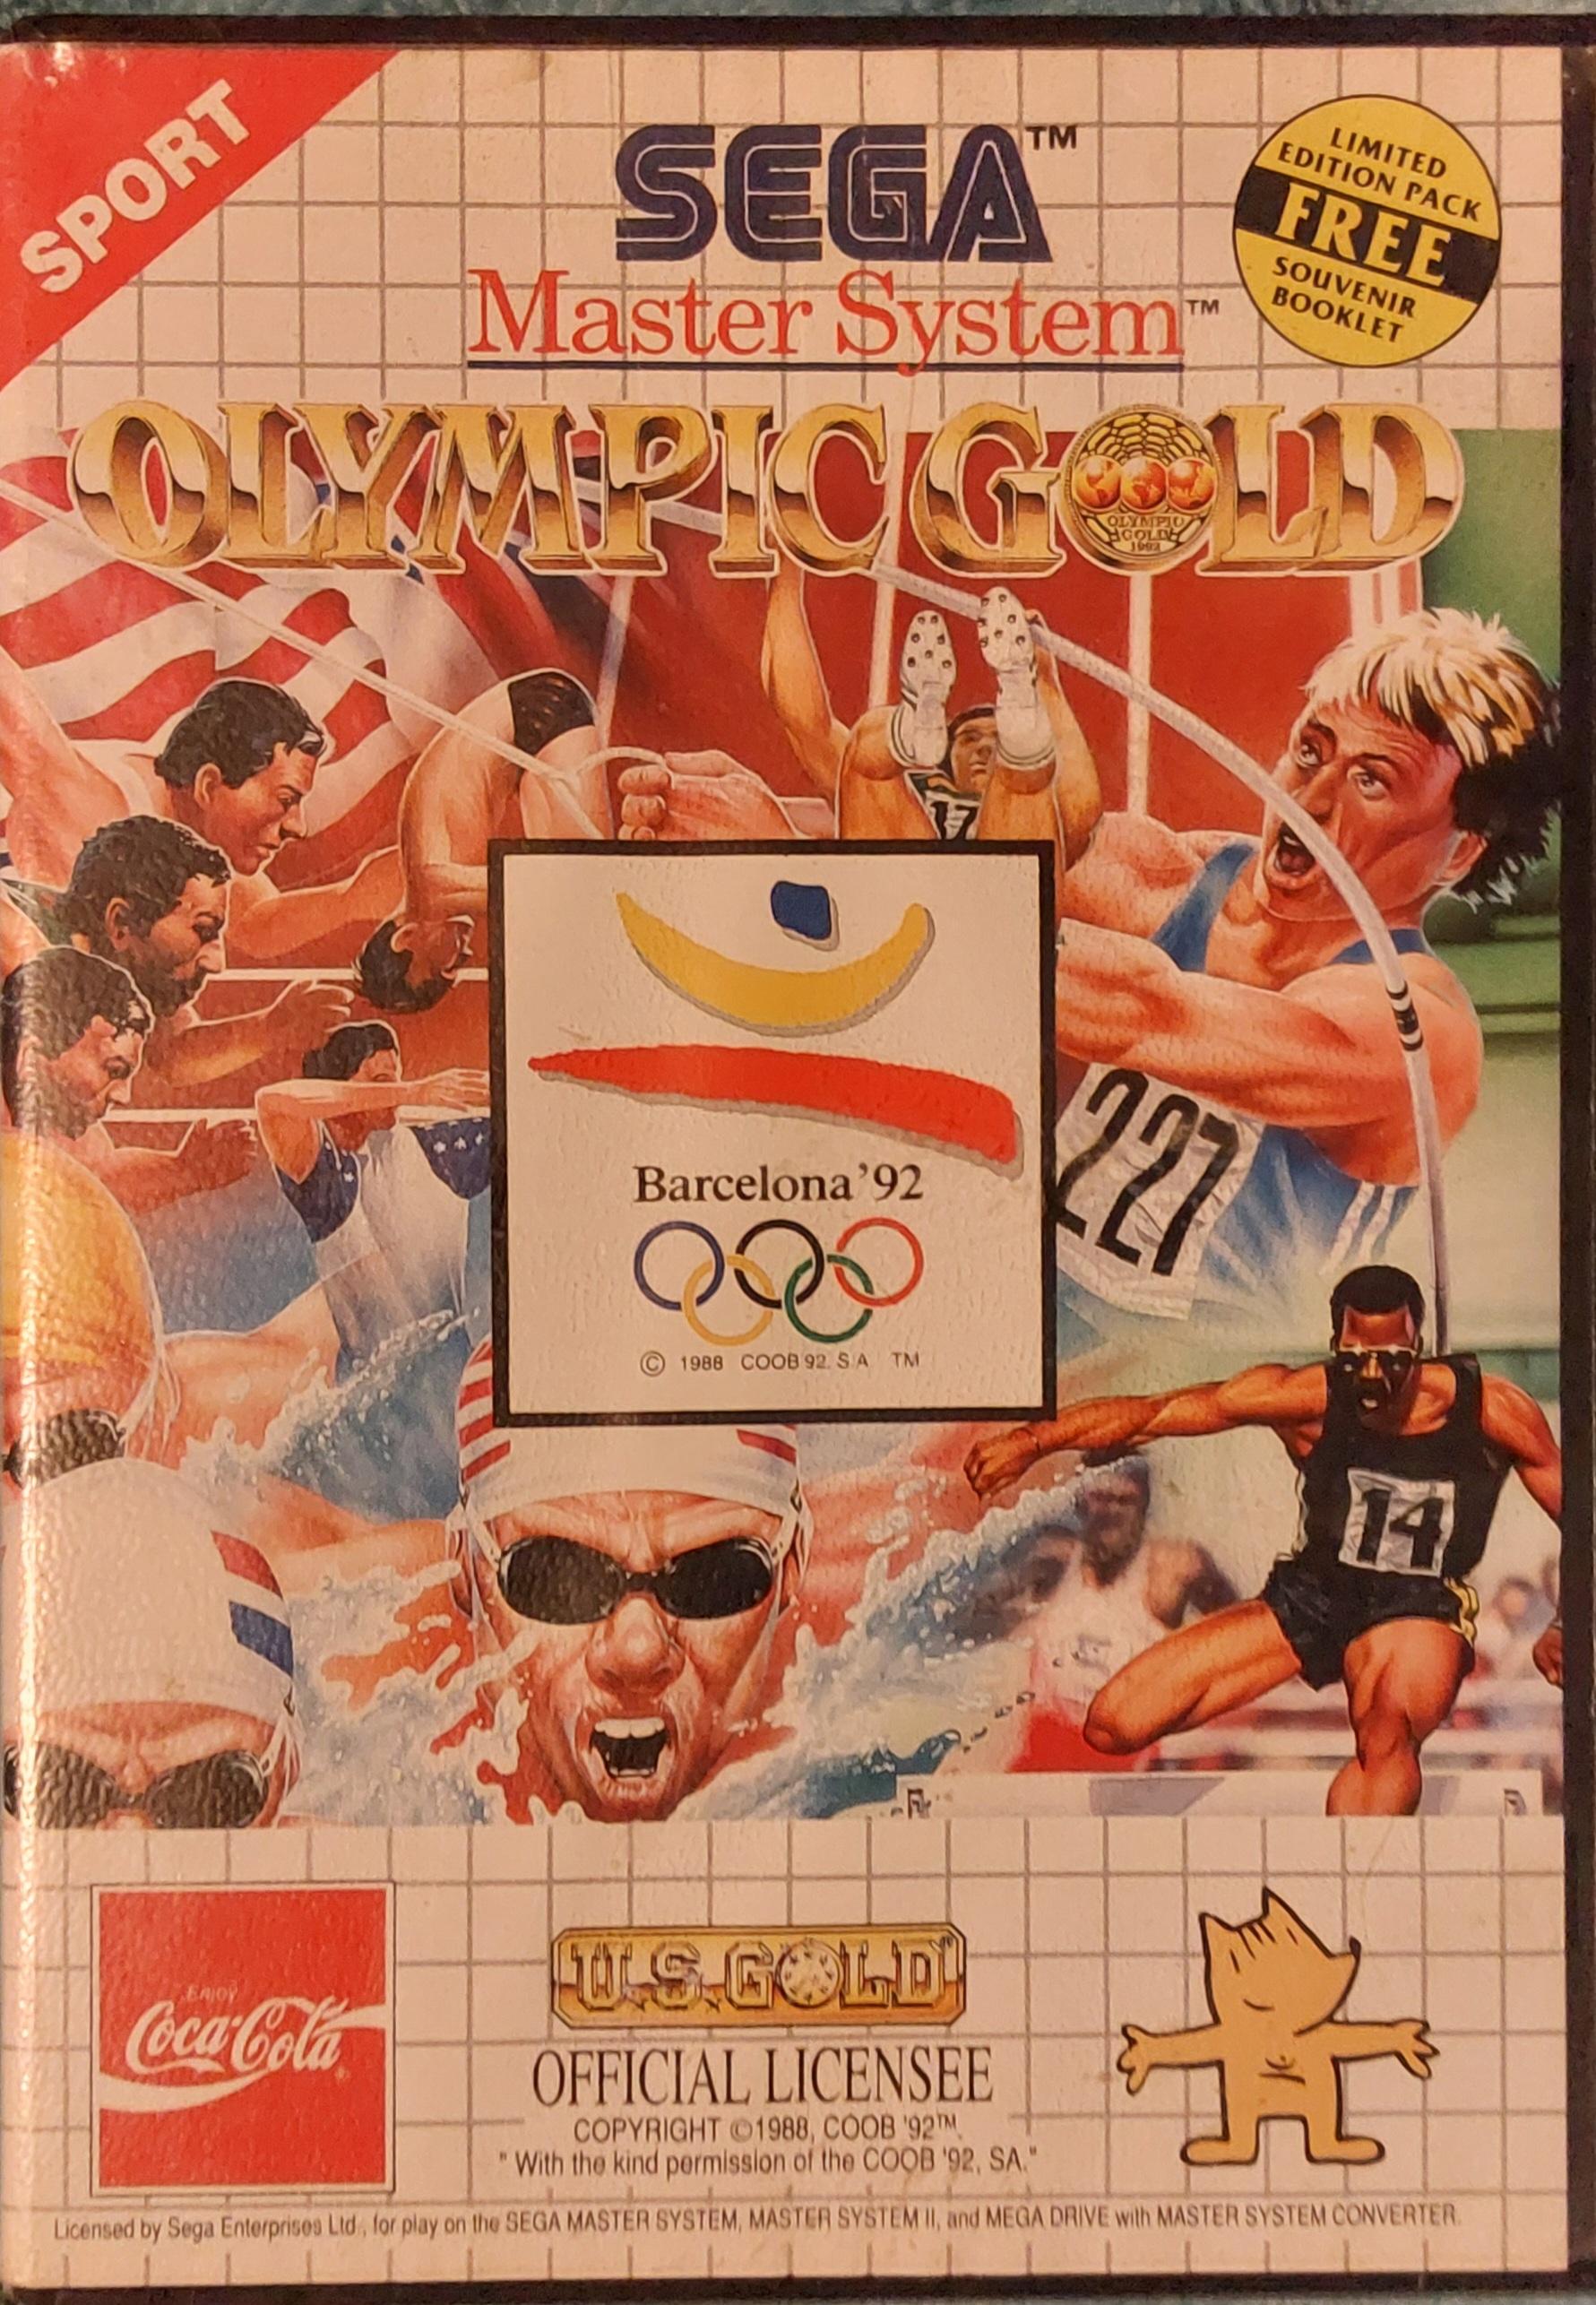 SPORT
SEGA™
Master System™
LIMITED
EDITION PACK
FREE
SOUVENIR
BOOKLET
OLYMPIC GOLD
OLYMPIC
GOLD
1992
17
227
Barcelona '92
© 1988 COOB 92. S A TM
14
ENJOY
Coca-Cola®
U.S. GOLD™
OFFICIAL LICENSEE
COPYRIGHT ©1988, COOB '92™.
" With the kind permission of the COOB '92, SA."
Licensed by Sega Enterprises Ltd., for play on the SEGA MASTER SYSTEM, MASTER SYSTEM II, and MEGA DRIVE with MASTER SYSTEM CONVERTER.